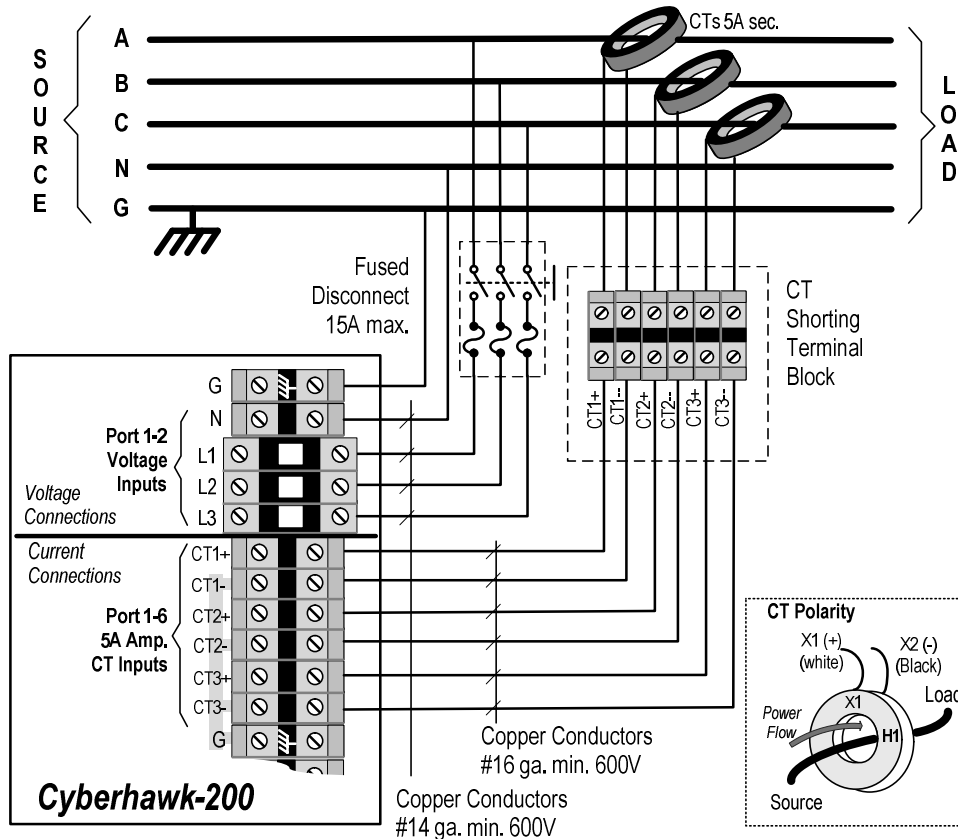 SOURCE
A
B
C
N
G
CTs 5A sec.
LOAD
Fused
Disconnect
15A max.
CT
Shorting
Terminal
Block
CT1+
CT1--
CT2+
CT2--
CT3+
CT3--
G
N
L1
L2
L3
Port 1-2
Voltage
Inputs
Voltage
Connections
Current
Connections
CT1+
CT1-
CT2+
CT2-
CT3+
CT3-
G
Port 1-6
5A Amp.
CT Inputs
Cyberhawk-200
Copper Conductors
#16 ga. min. 600V
Copper Conductors
#14 ga. min. 600V
CT Polarity
X1 (+)
(white)
X2 (-)
(Black)
X1
H1
Power
Flow
Load
Source